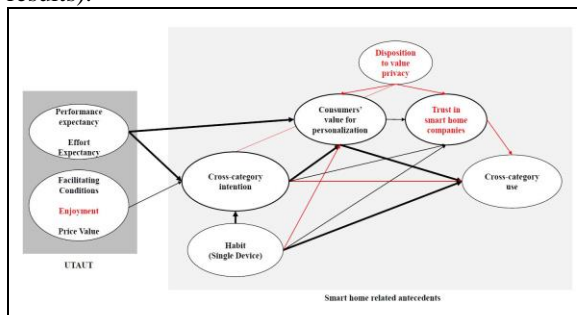 results).
Disposition
to value
privacy
Performance
expectancy
Effort
Expectancy
Consumers'
value for
personalization
Trust in
smart home
companies
Facilitating
Conditions
Enjoyment
Price Value
Cross-category
intention
Cross-category
use
Habit
(Single Device)
UTAUT
Smart home related antecedents